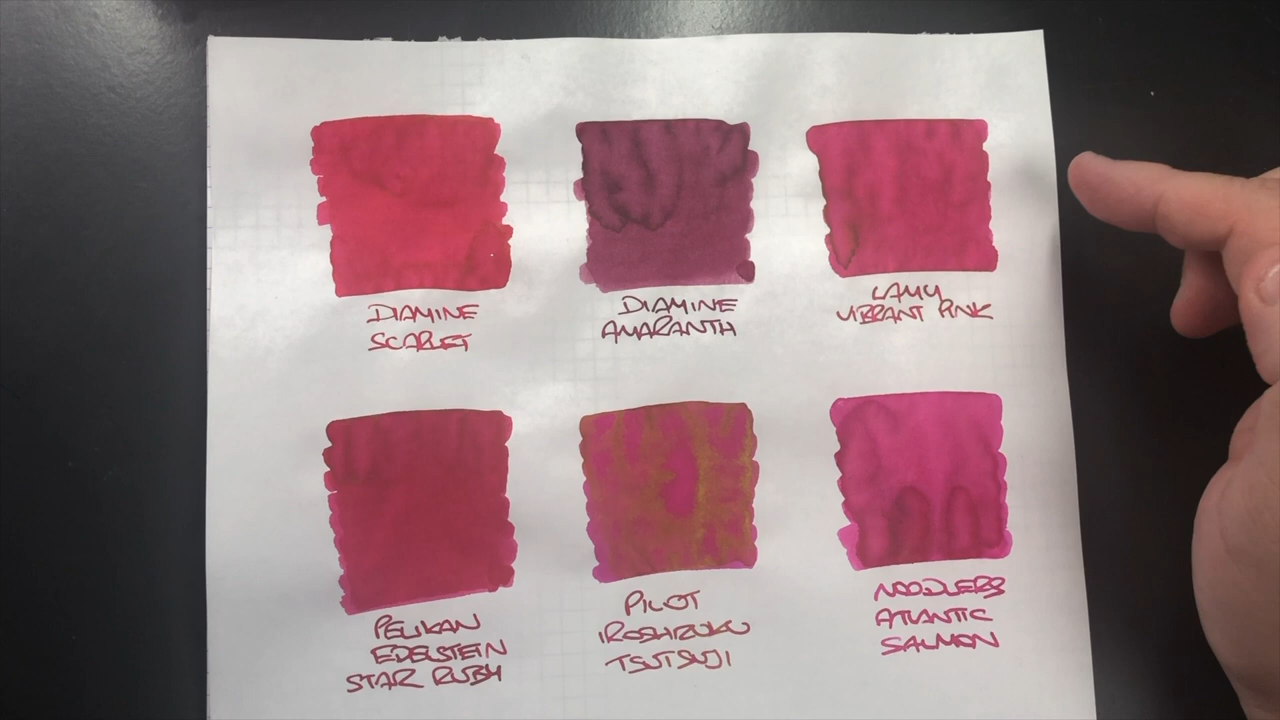 DIAMINE
SCARLET
DIAMINE
AMARANTH
LAMY
VIBRANT PINK
PELIKAN
EDELSTEIN
STAR RUBY
PILOT
IROSHIZUKU
TSUTSUJI
NOODLERS
ATLANTIC
SALMON